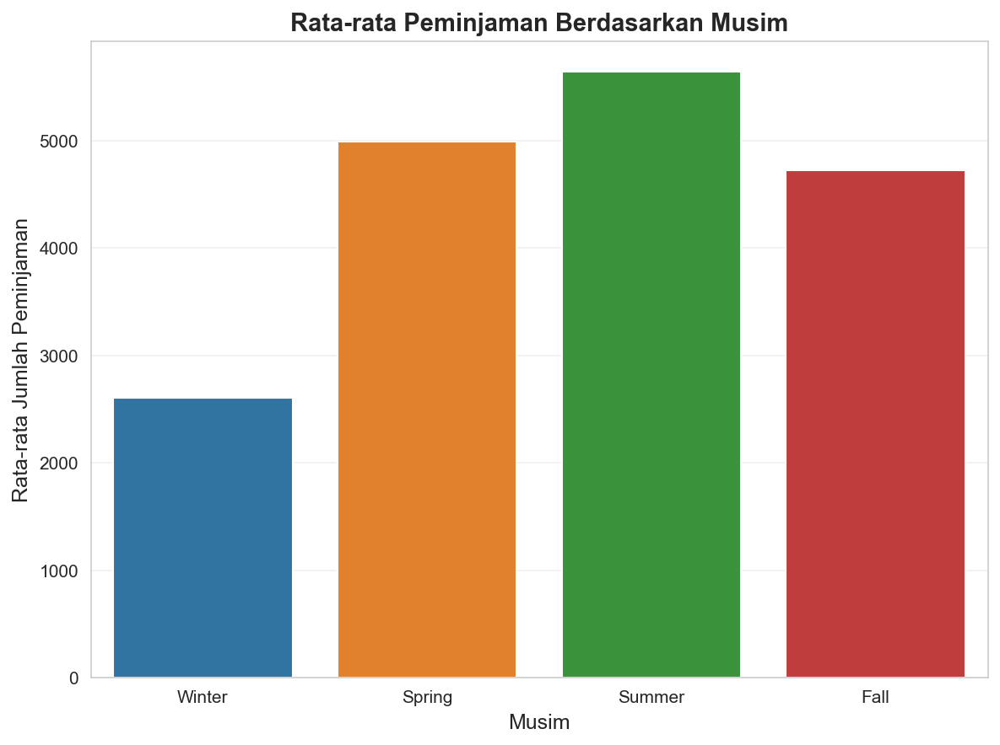 Rata-rata Peminjaman Berdasarkan Musim
Rata-rata Jumlah Peminjaman
5000
4000
3000
2000
1000
0
Winter
Spring
Summer
Fall
Musim